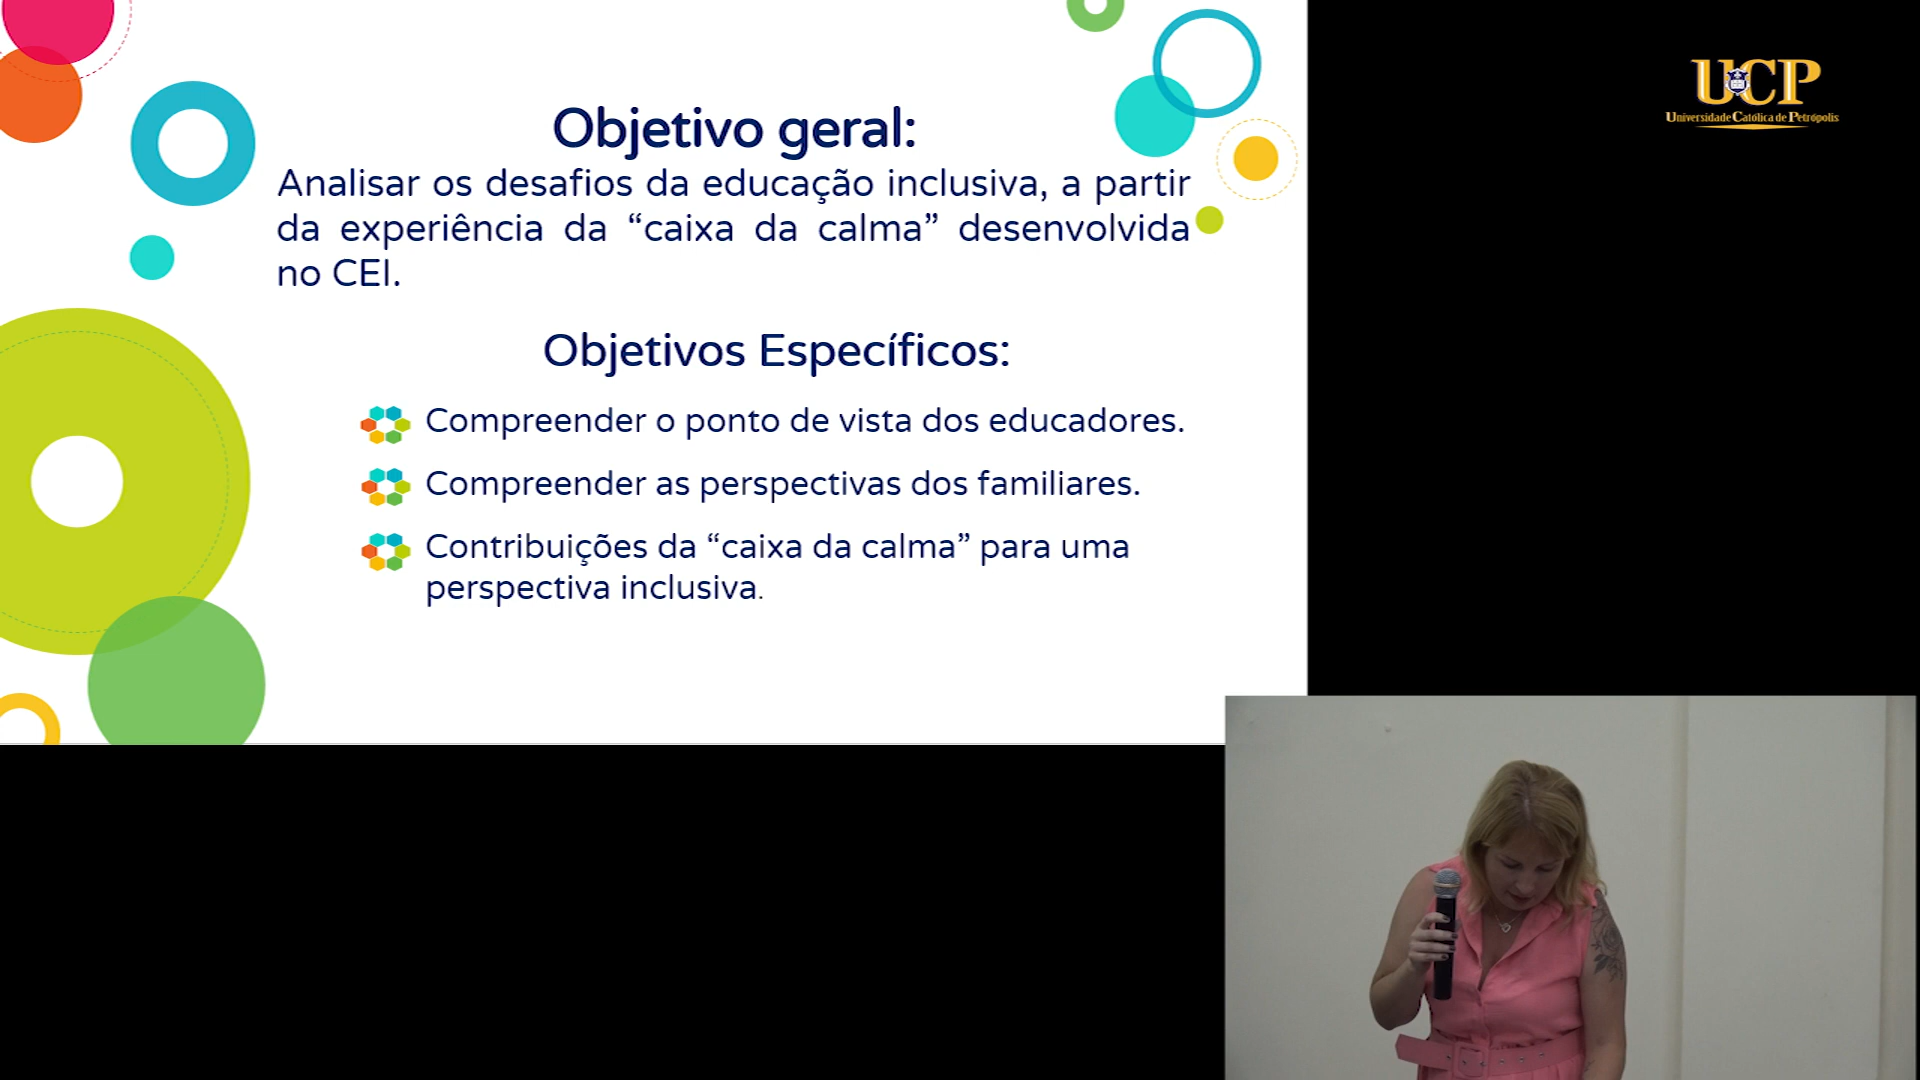 Objetivo geral:
Analisar os desafios da educação inclusiva, a partir
da experiência da “caixa da calma” desenvolvida
no CEI.
Objetivos Específicos:
Compreender o ponto de vista dos educadores.
Compreender as perspectivas dos familiares.
Contribuições da “caixa da calma” para uma
perspectiva inclusiva.
UCP
Universidade Católica de Petrópolis